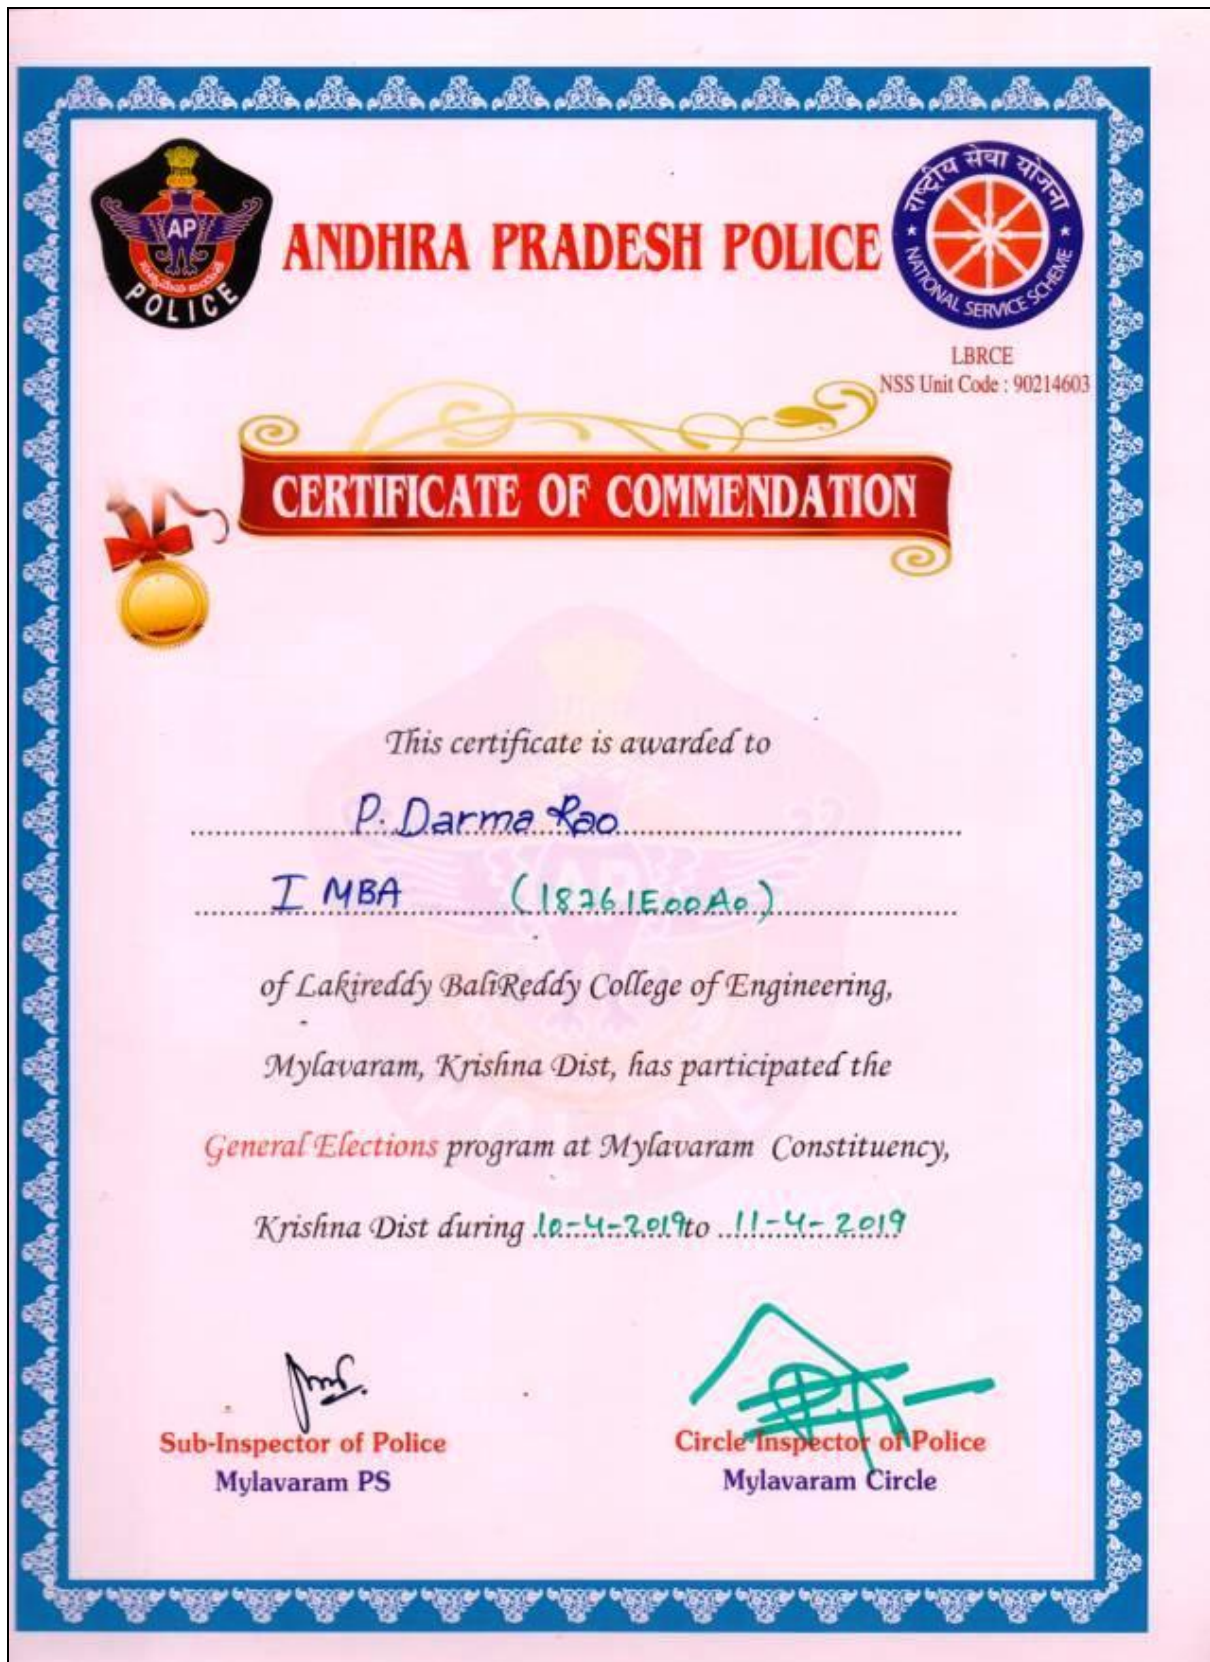 ANDHRA PRADESH POLICE
AP
POLICE
राष्ट्रीय सेवा योजना
NATIONAL SERVICE SCHEME
LBRCE
NSS Unit Code : 90214603
CERTIFICATE OF COMMENDATION
This certificate is awarded to
P. Darma Rao
I MBA (18761E00A0)
of Lakireddy BaliReddy College of Engineering,
Mylavaram, Krishna Dist, has participated the
General Elections program at Mylavaram Constituency,
Krishna Dist during 10-4-2019 to 11-4-2019
Sub-Inspector of Police
Mylavaram PS
Circle Inspector of Police
Mylavaram Circle